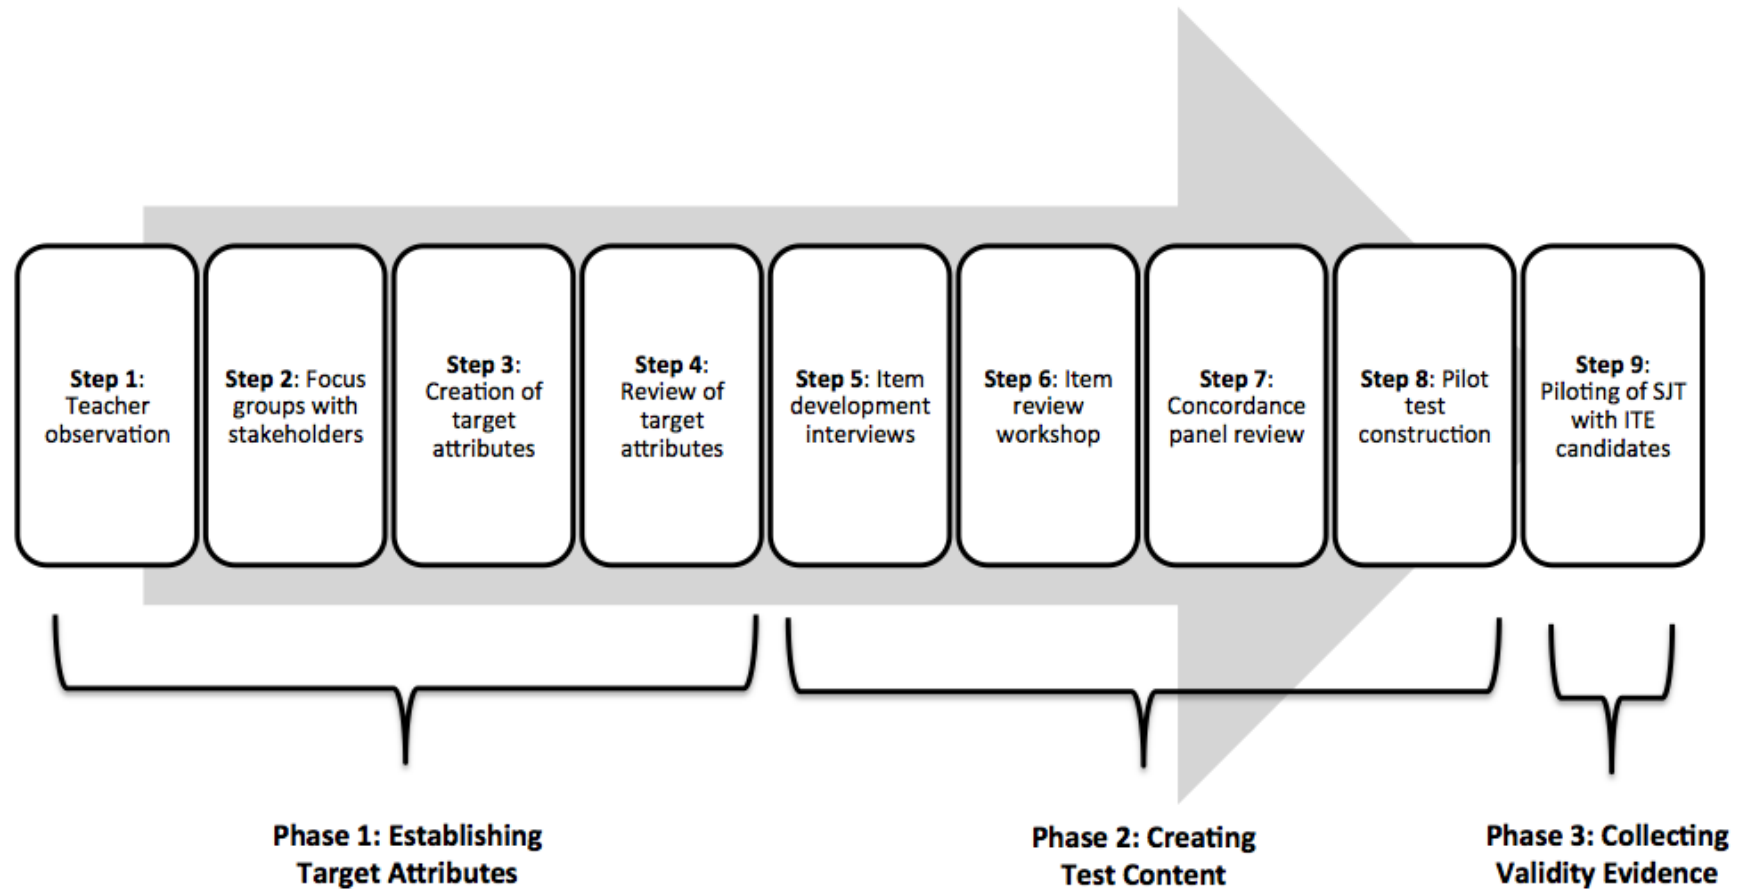 Step 1:
Teacher
observation
Step 2: Focus
groups with
stakeholders
Step 3:
Creation of
target
attributes
Step 4:
Review of
target
attributes
Step 5: Item
development
interviews
Step 6: Item
review
workshop
Step 7:
Concordance
panel review
Step 8: Pilot
test
construction
Step 9:
Piloting of SJT
with ITE
candidates
Phase 1: Establishing
Target Attributes
Phase 2: Creating
Test Content
Phase 3: Collecting
Validity Evidence